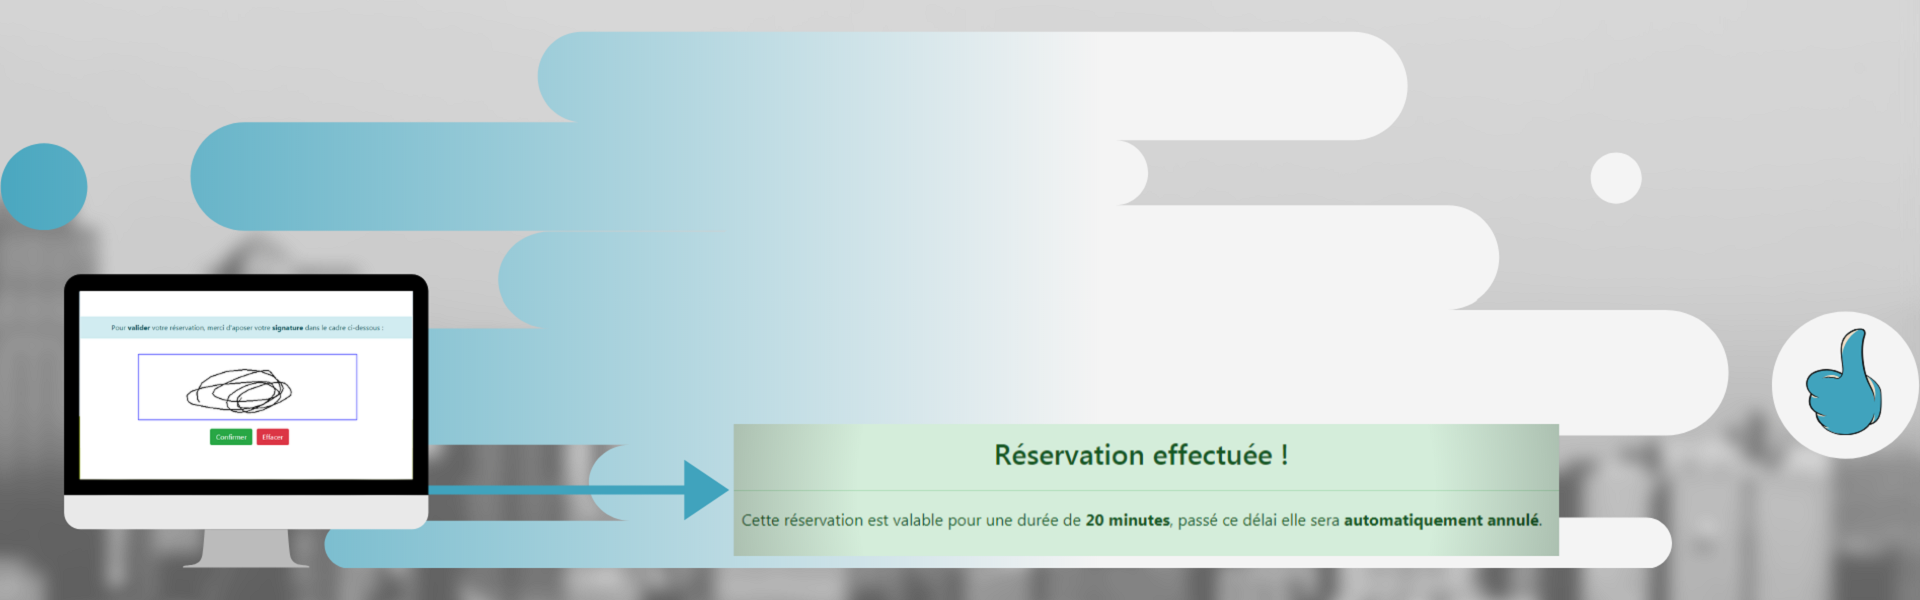 Pour valider votre réservation, merci d'aposer votre signature dans le cadre ci-dessous :
Confirmer Effacer
Réservation effectuée !
Cette réservation est valable pour une durée de 20 minutes, passé ce délai elle sera automatiquement annulé.